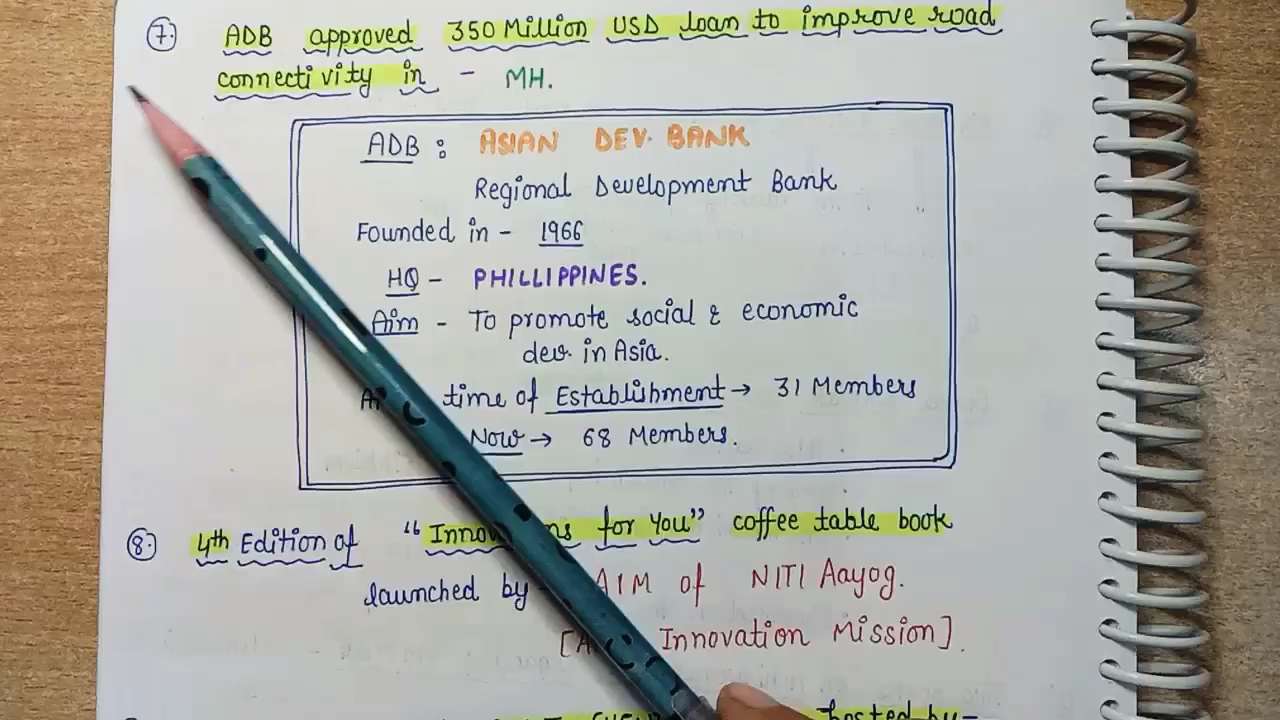 7. ADB approved 350 Million USD loan to improve road
connectivity in - MH.
ADB : ASIAN DEV. BANK
Regional Development Bank
Founded in - 1966
HQ - PHILLIPPINES.
Aim - To promote social & economic
dev. in Asia.
time of Establishment → 31 Members
Now → 68 Members.
8. 4th Edition of "Innovations for You" coffee table book
launched by - AIM of NITI Aayog.
Innovation Mission].
hosted by-